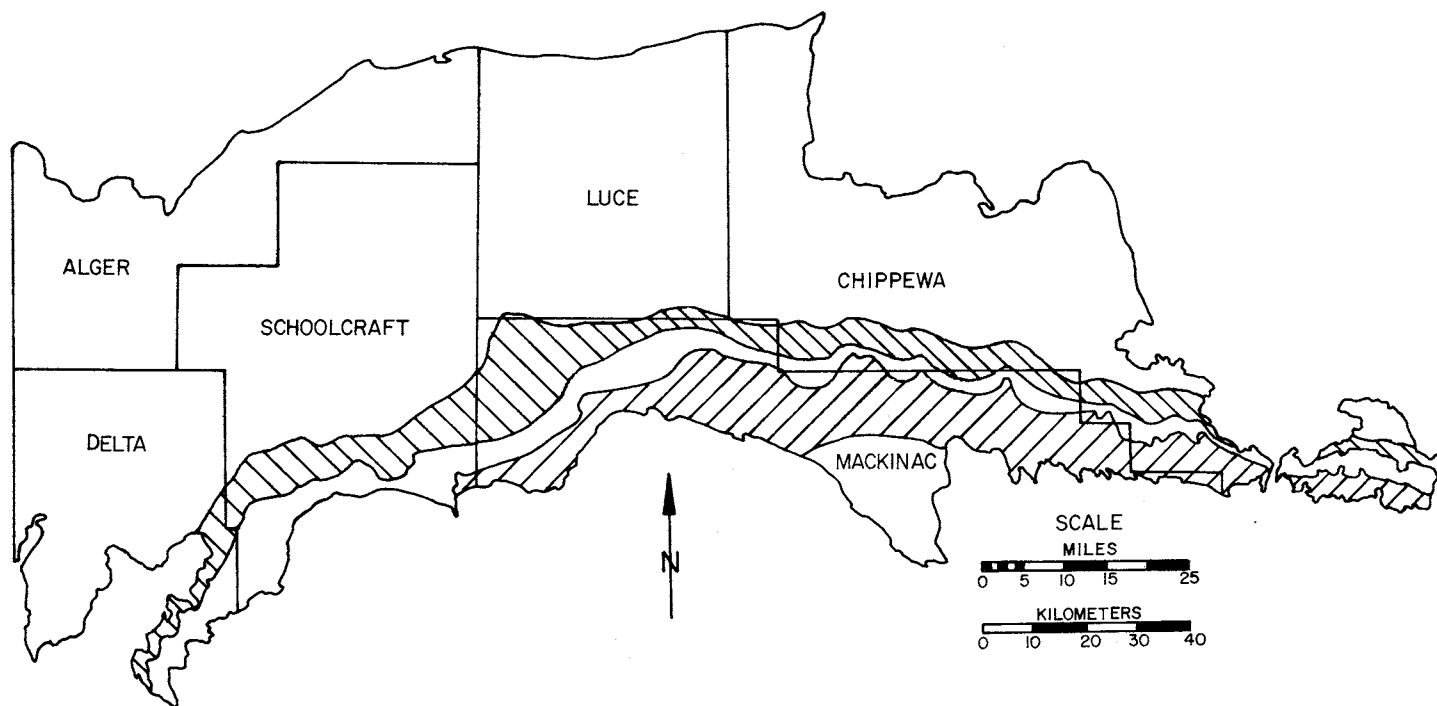 LUCE
ALGER
CHIPPEWA
SCHOOLCRAFT
DELTA
MACKINAC
N
SCALE
MILES
0 5 10 15 25
KILOMETERS
0 10 20 30 40